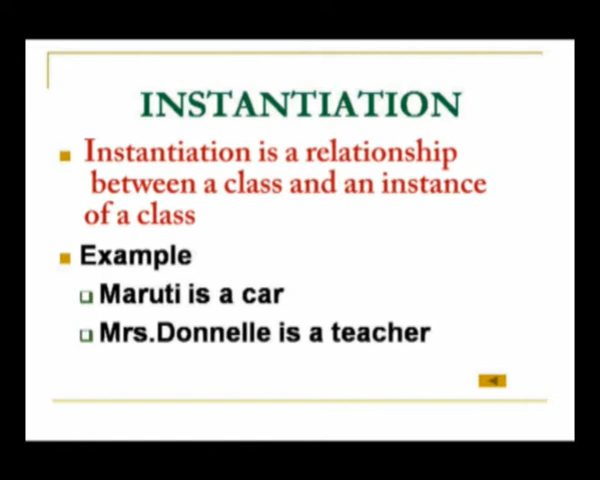 INSTANTIATION
Instantiation is a relationship
between a class and an instance
of a class
Example
Maruti is a car
Mrs.Donnelle is a teacher